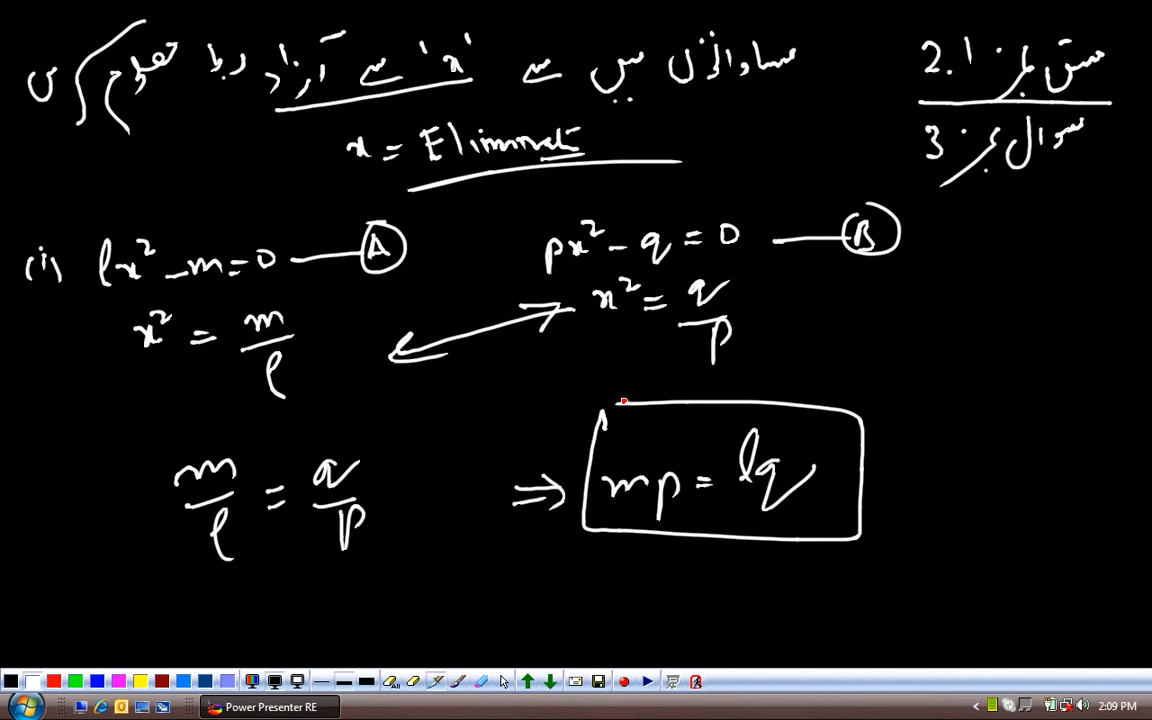 مشق نمبر 2.1
سوال نمبر 3
مساواتوں میں سے 'x' سے آزاد ربط معلوم کریں
x = Eliminate
(i) lx² - m = 0 — A
px² - q = 0 — B
x² = m/l
x² = q/p
m/l = q/p ⇒ mp = lq
All
Power Presenter RE
2:09 PM